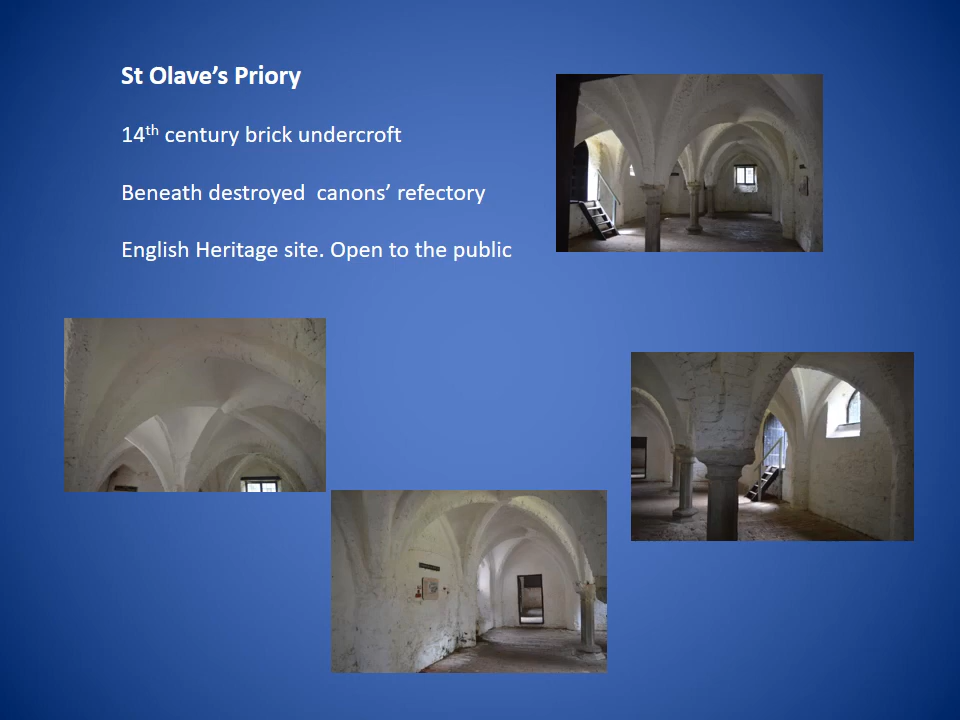 St Olave’s Priory
14th century brick undercroft
Beneath destroyed  canons’ refectory
English Heritage site. Open to the public